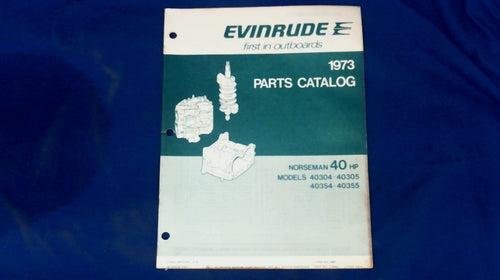 EVINRUDE
first in outboards
1973
PARTS CATALOG
NORSEMAN 40 HP
MODELS 40304-40305
40354-40355